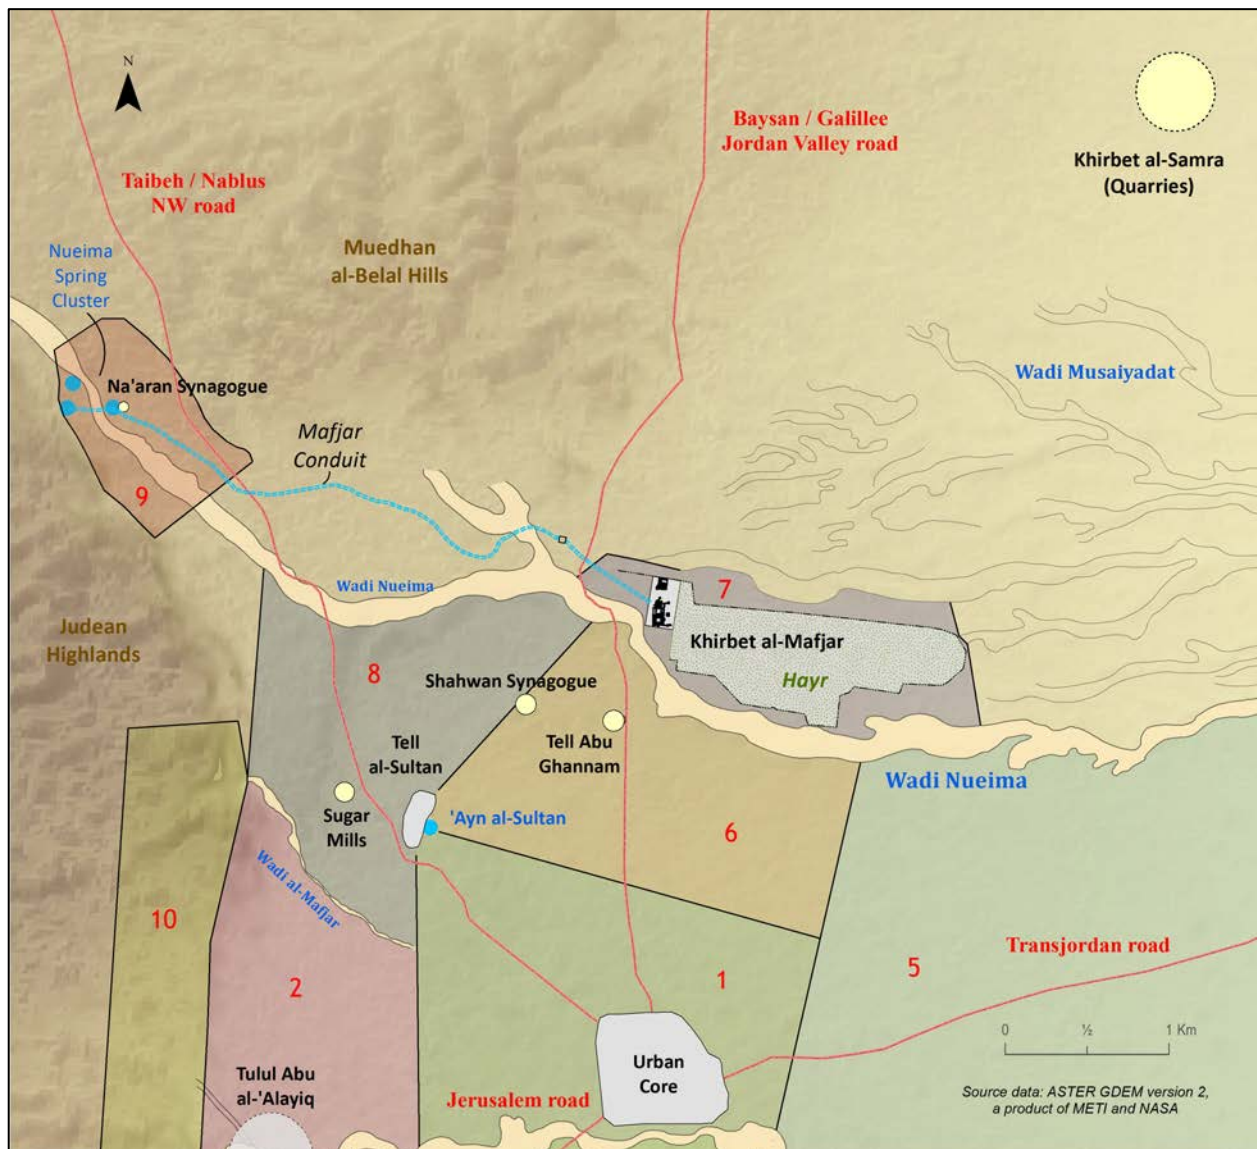 N
Baysan / Galillee
Jordan Valley road
Khirbet al-Samra
(Quarries)
Taibeh / Nablus
NW road
Muedhan
al-Belal Hills
Nueima
Spring
Cluster
Wadi Musaiyadat
Na'aran Synagogue
Mafjar
Conduit
9
Wadi Nueima
7
Judean
Highlands
Khirbet al-Mafjar
8
Hayr
Shahwan Synagogue
Tell
al-Sultan
Tell Abu
Ghannam
Wadi Nueima
Sugar
Mills
'Ayn al-Sultan
6
Wadi al-Mafjar
10
Transjordan road
2
1
5
0 ½ 1 Km
Urban
Core
Tulul Abu
al-'Alayiq
Jerusalem road
Source data: ASTER GDEM version 2,
a product of METI and NASA